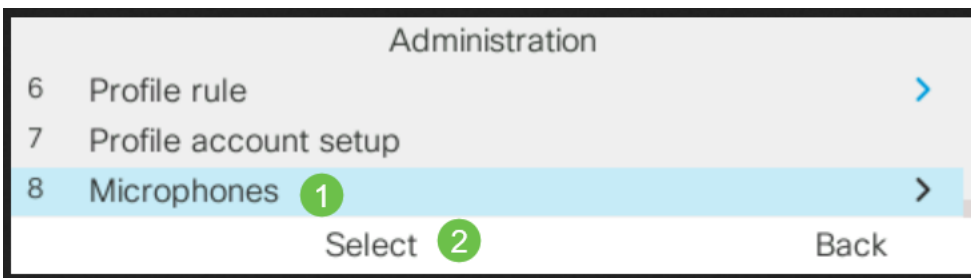 Administration
6 Profile rule
7 Profile account setup
8 Microphones 1
Select 2 Back